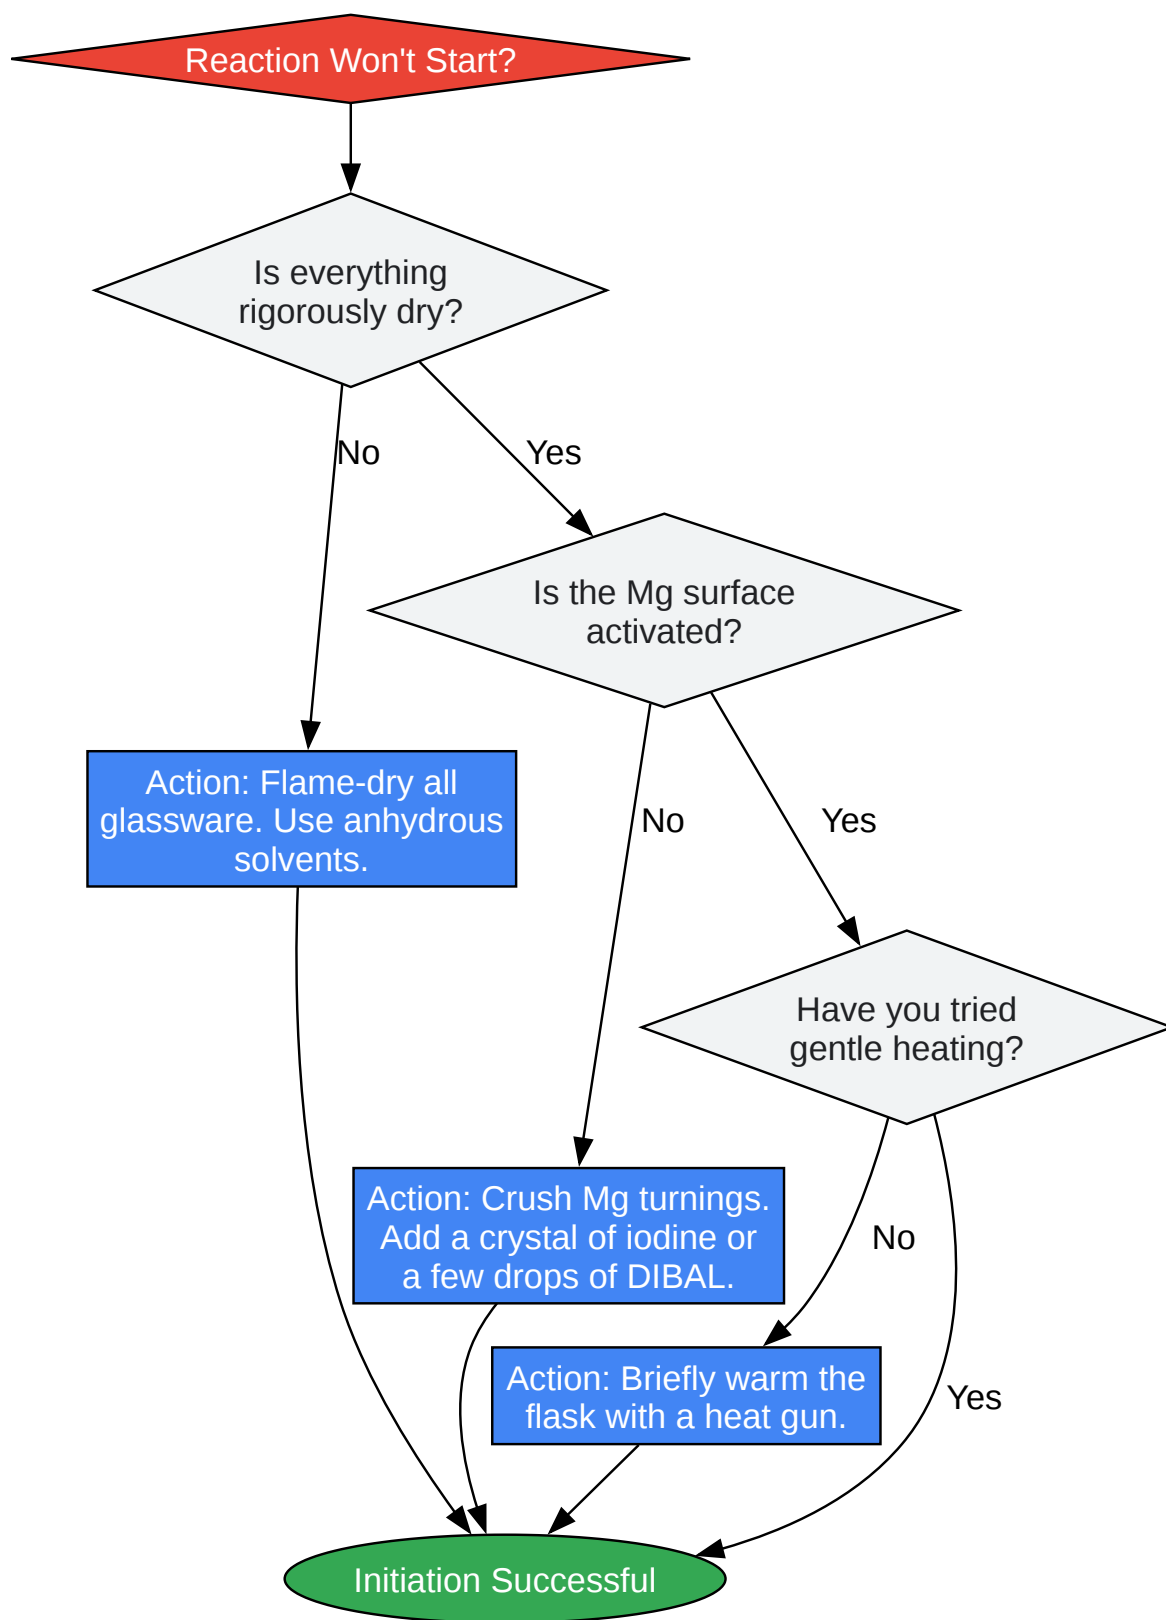 Reaction Won't Start?
Is everything
rigorously dry?
No
Yes
Is the Mg surface
activated?
Action: Flame-dry all
glassware. Use anhydrous
solvents.
No
Yes
Have you tried
gentle heating?
Action: Crush Mg turnings.
Add a crystal of iodine or
a few drops of DIBAL.
No
Action: Briefly warm the
flask with a heat gun.
Yes
Initiation Successful